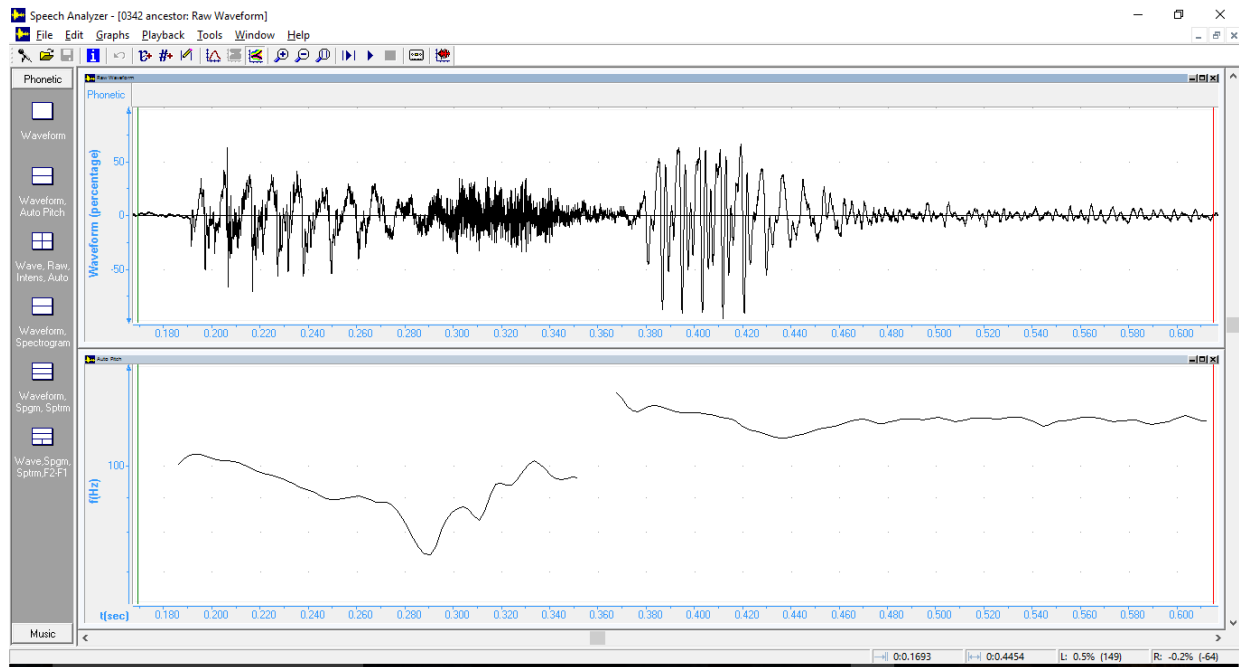 Speech Analyzer - [0342 ancestor: Raw Waveform]
File Edit Graphs Playback Tools Window Help
Phonetic
Waveform
Waveform,
Auto Pitch
Wave, Raw,
Intens, Auto
Waveform,
Spectrogram
Waveform,
Spgm, Sptrm
Wave,Spgm,
Sptrm,F2-F1
Music
Raw Waveform
Phonetic
Waveform (percentage)
50
0
-50
0.180 0.200 0.220 0.240 0.260 0.280 0.300 0.320 0.340 0.360 0.380 0.400 0.420 0.440 0.460 0.480 0.500 0.520 0.540 0.560 0.580 0.600
Auto Pitch
f(Hz)
100
t(sec) 0.180 0.200 0.220 0.240 0.260 0.280 0.300 0.320 0.340 0.360 0.380 0.400 0.420 0.440 0.460 0.480 0.500 0.520 0.540 0.560 0.580 0.600
0:0.1693 0:0.4454 L: 0.5% (149) R: -0.2% (-64)